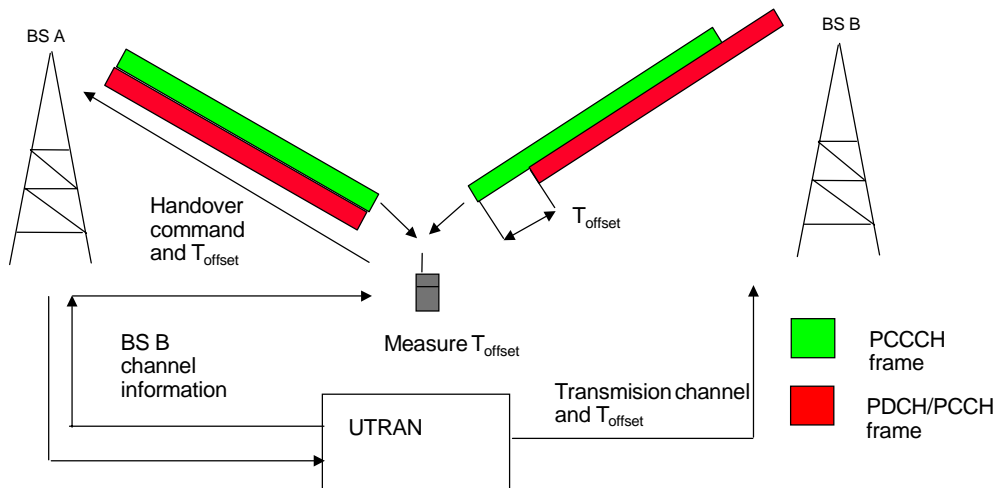 BS A
BS B
Handover
command
and Toffset
Toffset
Measure Toffset
BS B
channel
information
UTRAN
Transmision channel
and Toffset
PCCCH
frame
PDCH/PCCH
frame